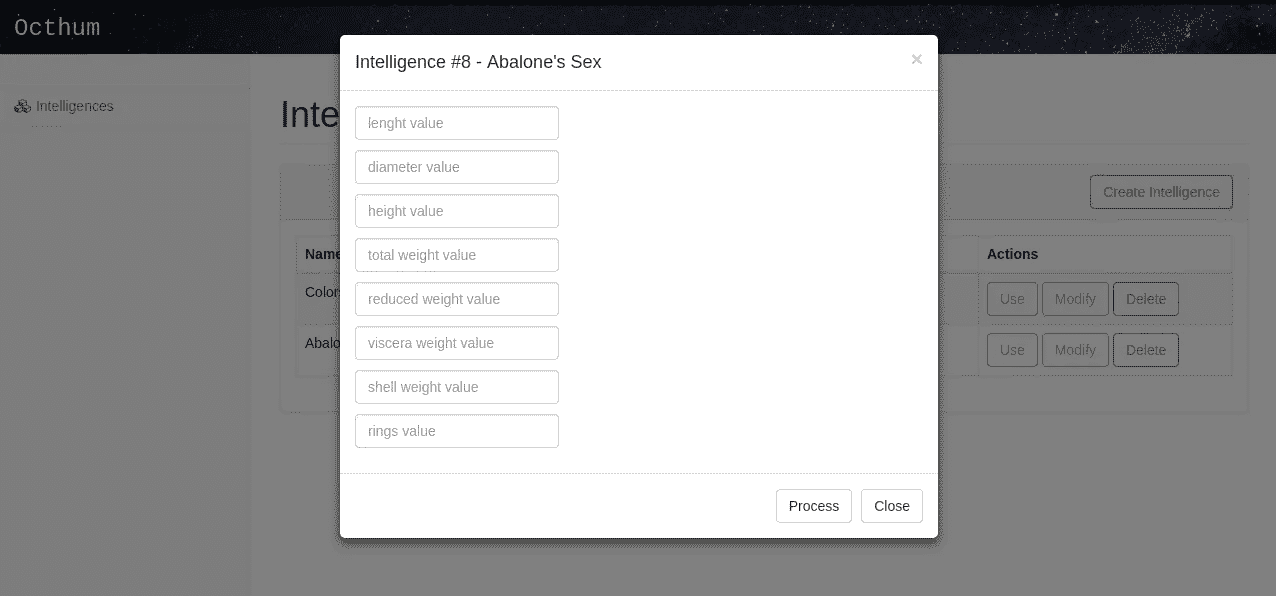 Octhum
Intelligence #8 - Abalone's Sex ×
Intelligences
Inte
lenght value
diameter value
height value
total weight value
reduced weight value
viscera weight value
shell weight value
rings value
Create Intelligence
Name Actions
Color Use Modify Delete
Abalo Use Modify Delete
Process Close